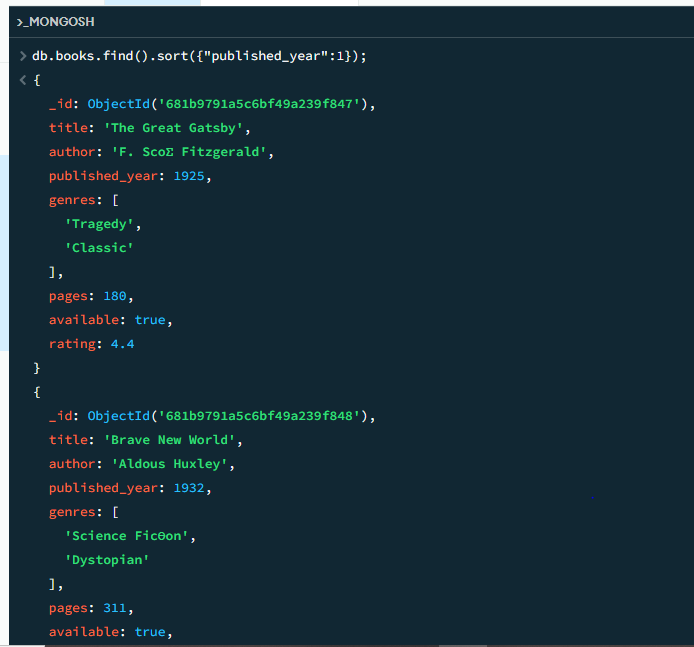 >_MONGOSH
> db.books.find().sort({"published_year":1});
< {
_id: ObjectId('681b9791a5c6bf49a239f847'),
title: 'The Great Gatsby',
author: 'F. ScoΣ Fitzgerald',
published_year: 1925,
genres: [
'Tragedy',
'Classic'
],
pages: 180,
available: true,
rating: 4.4
}
{
_id: ObjectId('681b9791a5c6bf49a239f848'),
title: 'Brave New World',
author: 'Aldous Huxley',
published_year: 1932,
genres: [
'Science FicΘon',
'Dystopian'
],
pages: 311,
available: true,